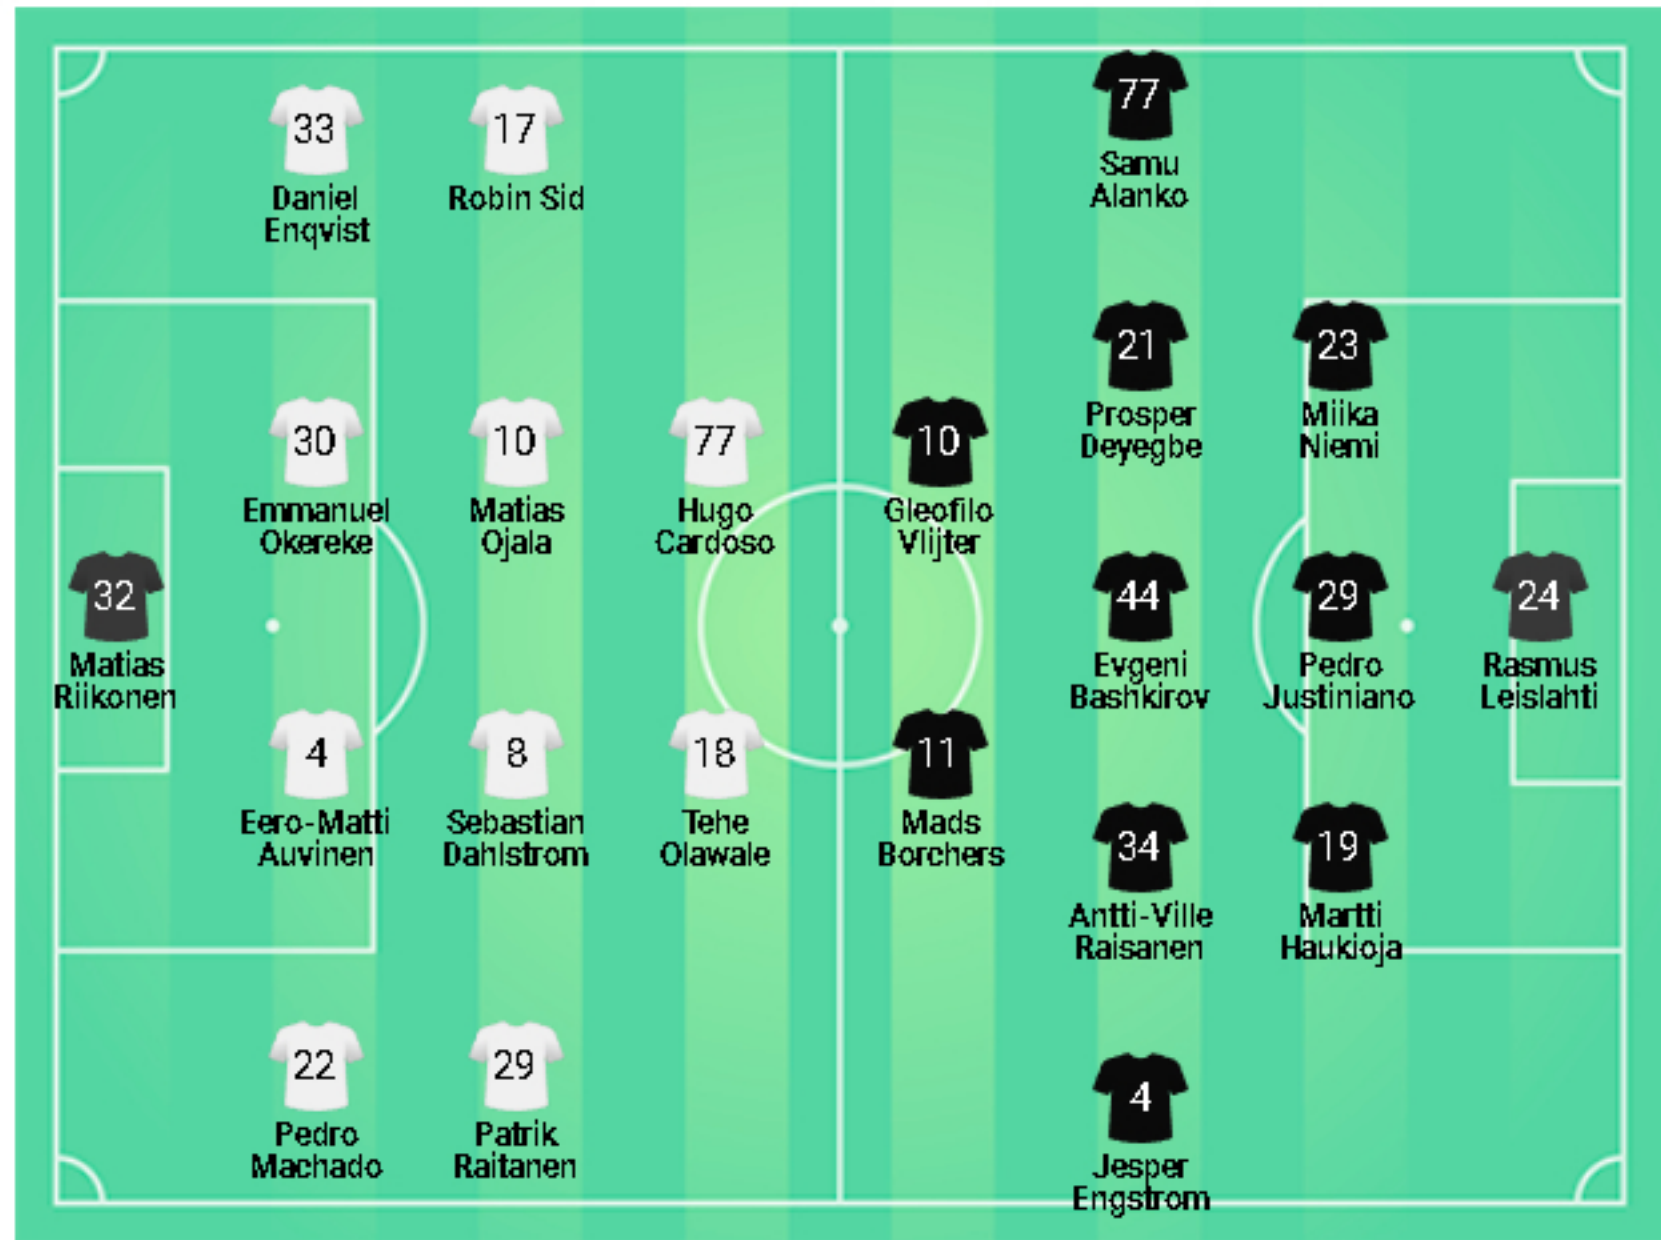 33
Daniel
Enqvist
17
Robin Sid
77
Samu
Alanko
30
Emmanuel
Okereke
10
Matias
Ojala
77
Hugo
Cardoso
10
Gleofilo
Vlijter
21
Prosper
Deyegbe
23
Miika
Niemi
32
Matias
Riikonen
44
Evgeni
Bashkirov
29
Pedro
Justiniano
24
Rasmus
Leislahti
4
Eero-Matti
Auvinen
8
Sebastian
Dahlstrom
18
Tehe
Olawale
11
Mads
Borchers
34
Antti-Ville
Raisanen
19
Martti
Haukioja
22
Pedro
Machado
29
Patrik
Raitanen
4
Jesper
Engstrom